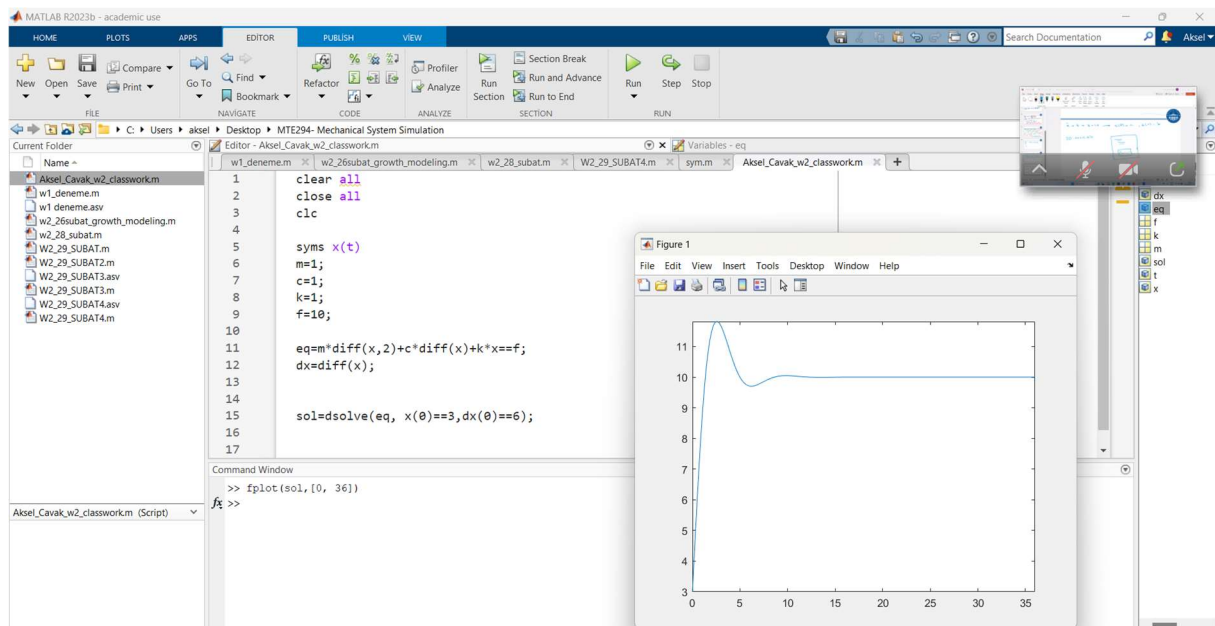 MATLAB R2023b - academic use
HOME PLOTS APPS EDİTOR PUBLİSH VİEW Search Documentation Aksel
New Open Save Compare Print Go To Find Bookmark Refactor Profiler Analyze Run Section Section Break Run and Advance Run to End Run Step Stop
FILE NAVIGATE CODE ANALYZE SECTION RUN
C: Users aksel Desktop MTE294- Mechanical System Simulation
Current Folder
Name
Aksel_Cavak_w2_classwork.m
w1_deneme.m
w1 deneme.asv
w2_26subat_growth_modeling.m
w2_28_subat.m
W2_29_SUBAT.m
W2_29_SUBAT2.m
W2_29_SUBAT3.asv
W2_29_SUBAT3.m
W2_29_SUBAT4.asv
W2_29_SUBAT4.m
Aksel_Cavak_w2_classwork.m (Script)
Editor - Aksel_Cavak_w2_classwork.m
Variables - eq
w1_deneme.m w2_26subat_growth_modeling.m w2_28_subat.m W2_29_SUBAT4.m sym.m Aksel_Cavak_w2_classwork.m
1 clear all
2 close all
3 clc
4
5 syms x(t)
6 m=1;
7 c=1;
8 k=1;
9 f=10;
10
11 eq=m*diff(x,2)+c*diff(x)+k*x==f;
12 dx=diff(x);
13
14
15 sol=dsolve(eq, x(0)==3,dx(0)==6);
16
17
Command Window
>> fplot(sol,[0, 36])
fx >>
Figure 1
File Edit View Insert Tools Desktop Window Help
11
10
9
8
7
6
5
4
3
0 5 10 15 20 25 30 35
dx
eq
f
k
m
sol
t
x